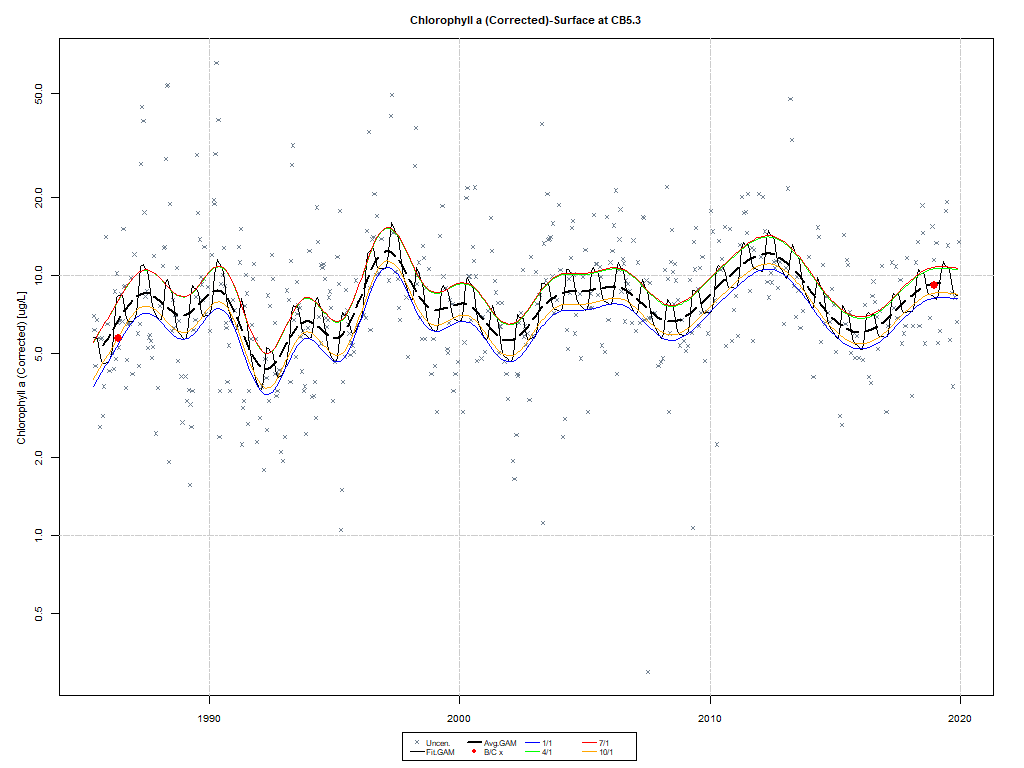 Chlorophyll a (Corrected)-Surface at CB5.3
Chlorophyll a (Corrected) [ug/L]
50.0
20.0
10.0
5.0
2.0
1.0
0.5
1990 2000 2010 2020
Uncen. Avg.GAM 1/1 7/1
Fit.GAM B/C x 4/1 10/1